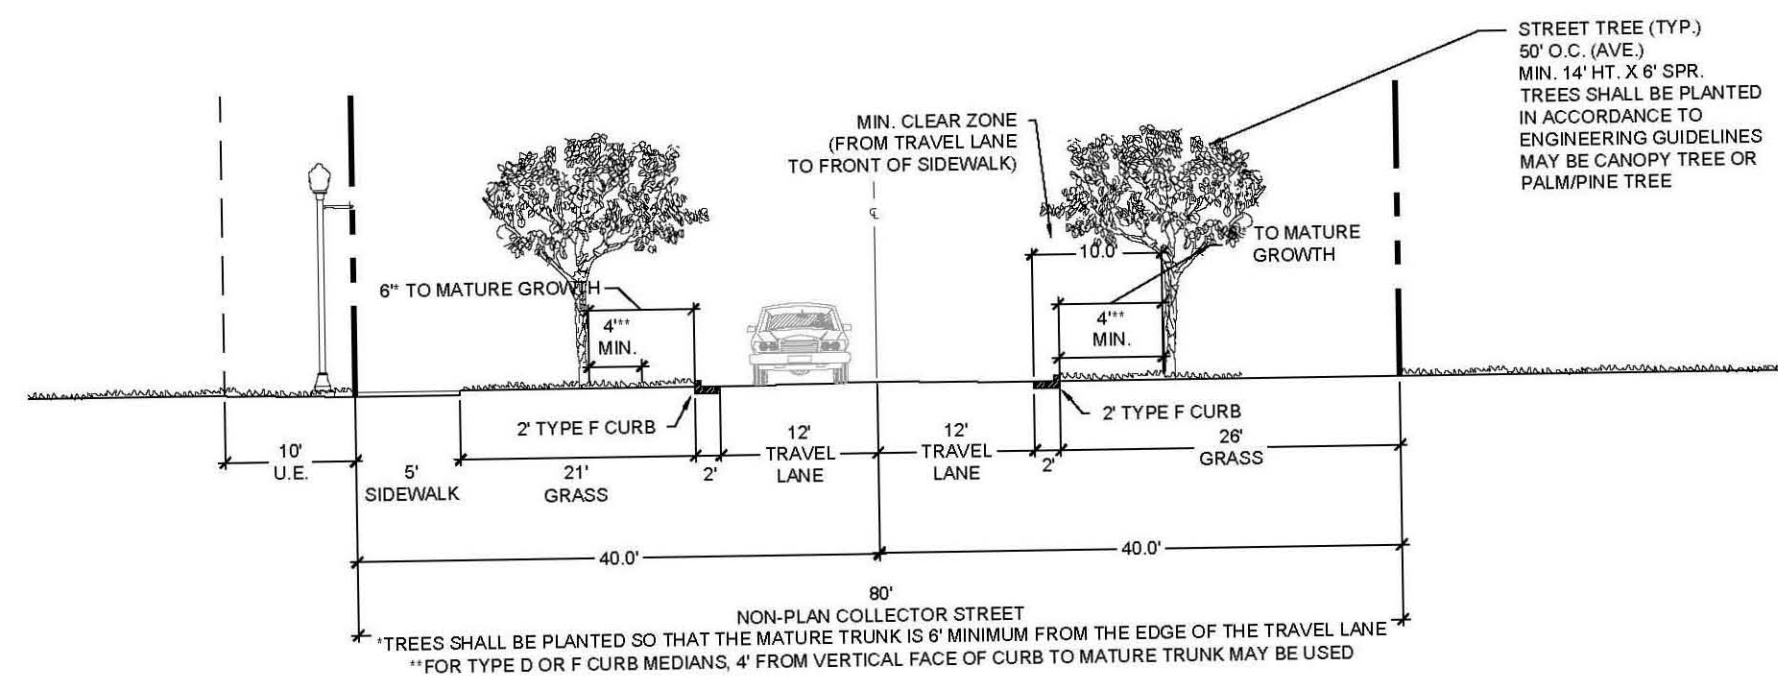 STREET TREE (TYP.)
50' O.C. (AVE.)
MIN. 14' HT. X 6' SPR.
TREES SHALL BE PLANTED
IN ACCORDANCE TO
ENGINEERING GUIDELINES
MAY BE CANOPY TREE OR
PALM/PINE TREE
MIN. CLEAR ZONE
(FROM TRAVEL LANE
TO FRONT OF SIDEWALK)
℄
10.0'
TO MATURE
GROWTH
6'* TO MATURE GROWTH
4'**
MIN.
4'**
MIN.
2' TYPE F CURB
2' TYPE F CURB
10'
U.E.
5'
SIDEWALK
21'
GRASS
2'
12'
TRAVEL
LANE
12'
TRAVEL
LANE
2'
26'
GRASS
40.0'
40.0'
80'
NON-PLAN COLLECTOR STREET
*TREES SHALL BE PLANTED SO THAT THE MATURE TRUNK IS 6' MINIMUM FROM THE EDGE OF THE TRAVEL LANE
**FOR TYPE D OR F CURB MEDIANS, 4' FROM VERTICAL FACE OF CURB TO MATURE TRUNK MAY BE USED